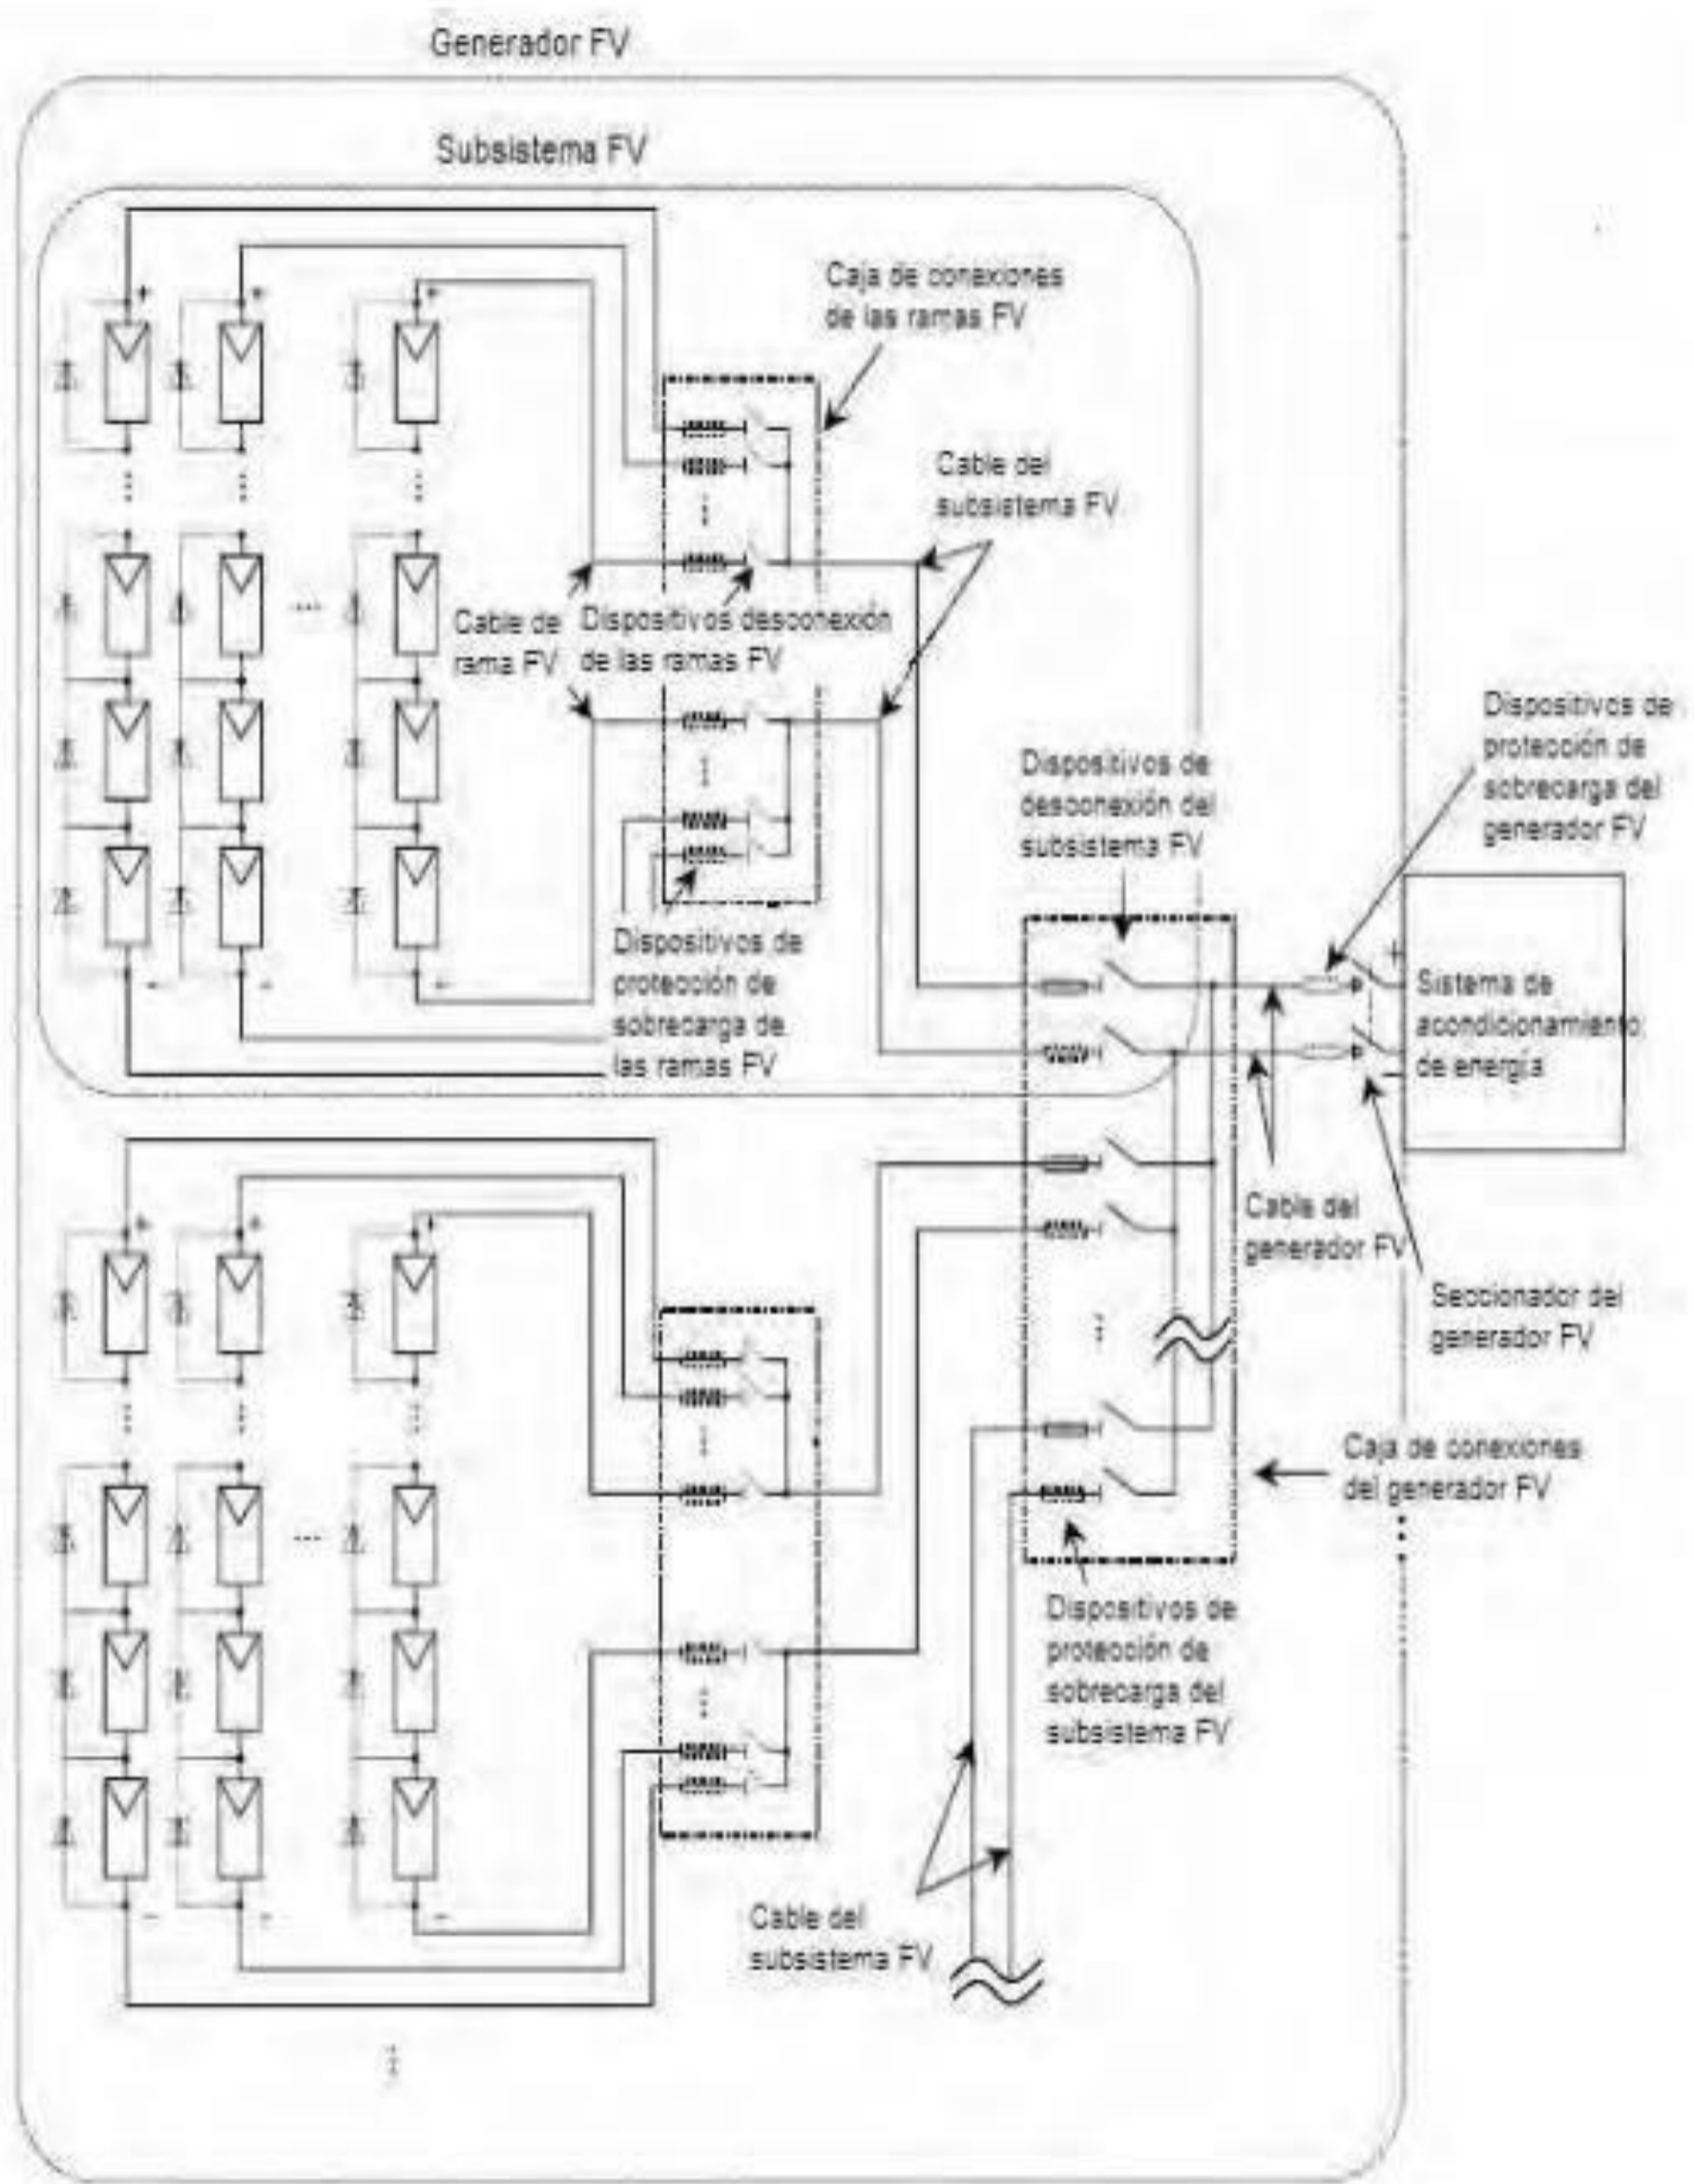 Generador FV
Subsistema FV
Caja de conexiones
de las ramas FV
Cable del
subsistema FV
Cable de
rama FV
Dispositivos desconexión
de las ramas FV
Dispositivos de
protección de
sobrecarga de
las ramas FV
Dispositivos de
desconexión del
subsistema FV
Dispositivos de
protección de
sobrecarga del
generador FV
+
Sistema de
acondicionamiento
de energía
-
Cable del
generador FV
Seccionador del
generador FV
Caja de conexiones
del generador FV
Dispositivos de
protección de
sobrecarga del
subsistema FV
Cable del
subsistema FV